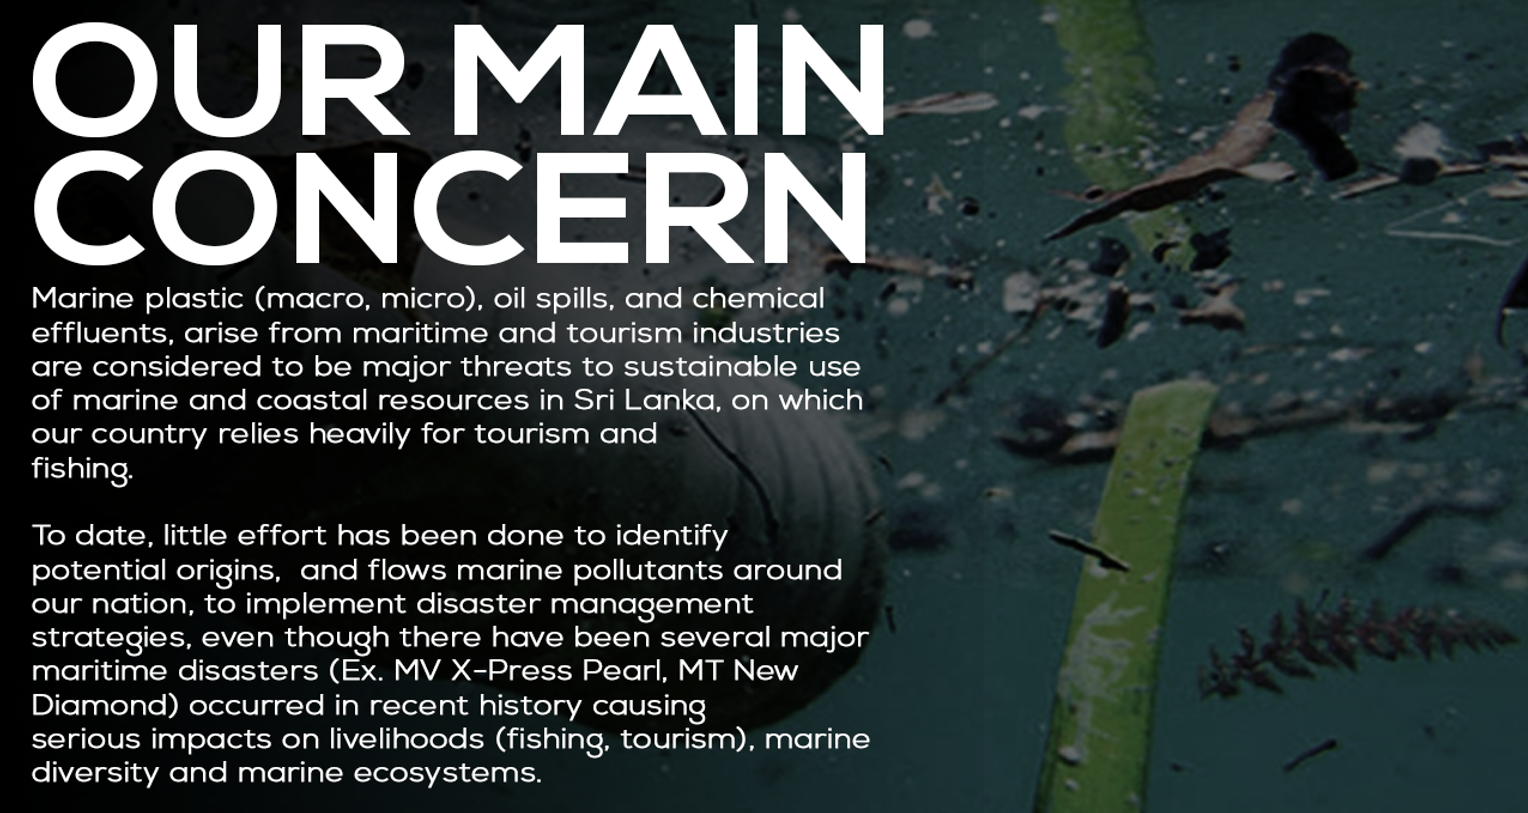 OUR MAIN
CONCERN
Marine plastic (macro, micro), oil spills, and chemical
effluents, arise from maritime and tourism industries
are considered to be major threats to sustainable use
of marine and coastal resources in Sri Lanka, on which
our country relies heavily for tourism and
fishing.
To date, little effort has been done to identify
potential origins,  and flows marine pollutants around
our nation, to implement disaster management
strategies, even though there have been several major
maritime disasters (Ex. MV X-Press Pearl, MT New
Diamond) occurred in recent history causing
serious impacts on livelihoods (fishing, tourism), marine
diversity and marine ecosystems.